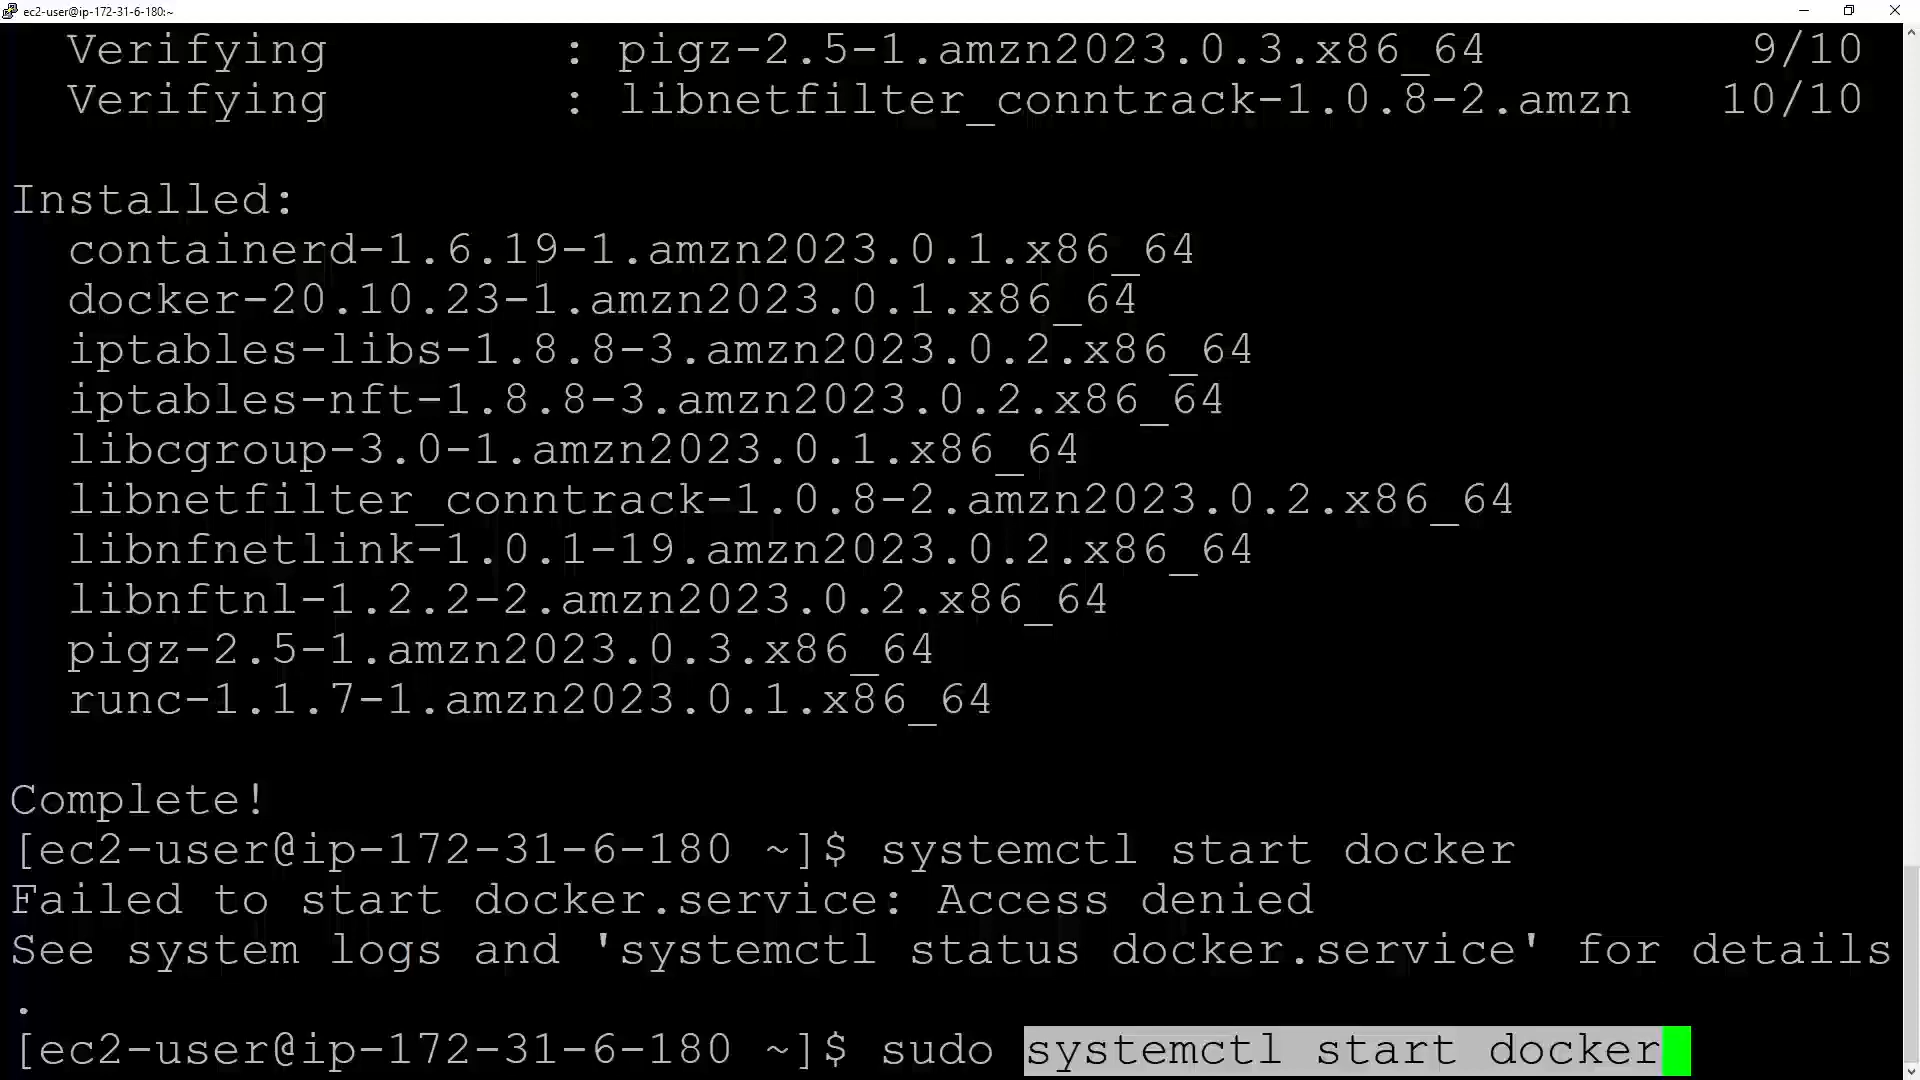 ec2-user@ip-172-31-6-180:~
Verifying : pigz-2.5-1.amzn2023.0.3.x86_64 9/10
Verifying : libnetfilter_conntrack-1.0.8-2.amzn 10/10
Installed:
containerd-1.6.19-1.amzn2023.0.1.x86_64
docker-20.10.23-1.amzn2023.0.1.x86_64
iptables-libs-1.8.8-3.amzn2023.0.2.x86_64
iptables-nft-1.8.8-3.amzn2023.0.2.x86_64
libcgroup-3.0-1.amzn2023.0.1.x86_64
libnetfilter_conntrack-1.0.8-2.amzn2023.0.2.x86_64
libnfnetlink-1.0.1-19.amzn2023.0.2.x86_64
libnftnl-1.2.2-2.amzn2023.0.2.x86_64
pigz-2.5-1.amzn2023.0.3.x86_64
runc-1.1.7-1.amzn2023.0.1.x86_64
Complete!
[ec2-user@ip-172-31-6-180 ~]$ systemctl start docker
Failed to start docker.service: Access denied
See system logs and 'systemctl status docker.service' for details
.
[ec2-user@ip-172-31-6-180 ~]$ sudo systemctl start docker